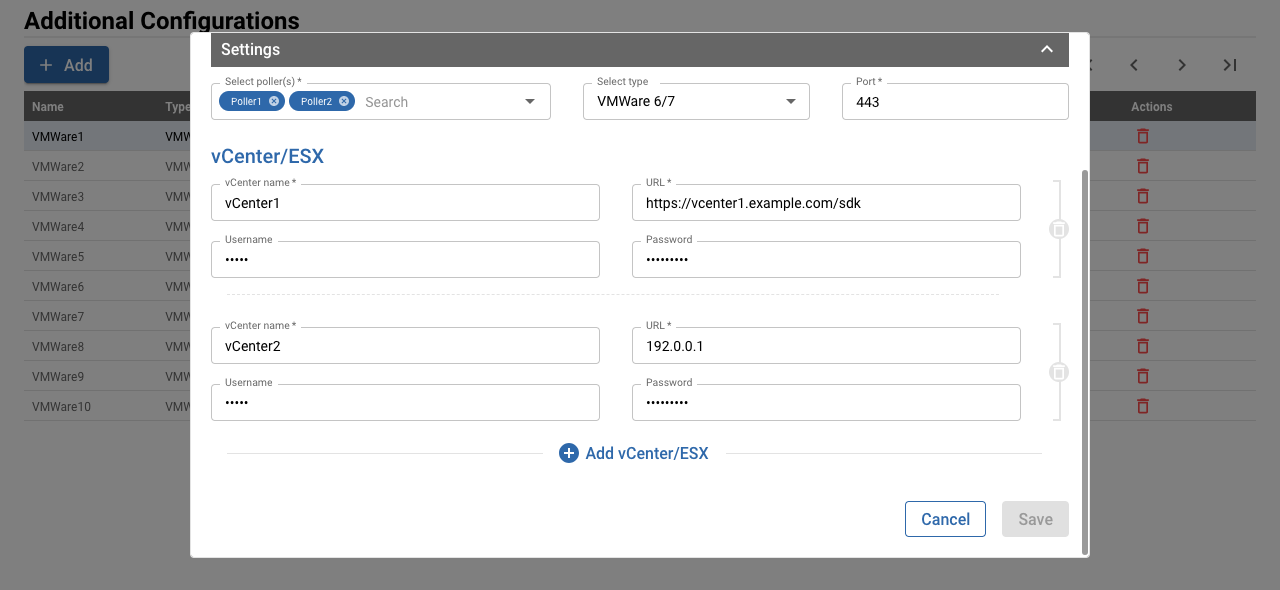 Additional Configurations
Add
Name Type Actions
VMWare1 VMW
VMWare2 VMW
VMWare3 VMW
VMWare4 VMW
VMWare5 VMW
VMWare6 VMW
VMWare7 VMW
VMWare8 VMW
VMWare9 VMW
VMWare10 VMW
Settings
Select poller(s) * Select type Port *
Poller1 Poller2 Search VMWare 6/7 443
vCenter/ESX
vCenter name * URL *
vCenter1 https://vcenter1.example.com/sdk
Username Password
••••• •••••••••
vCenter name * URL *
vCenter2 192.0.0.1
Username Password
••••• •••••••••
Add vCenter/ESX
Cancel Save